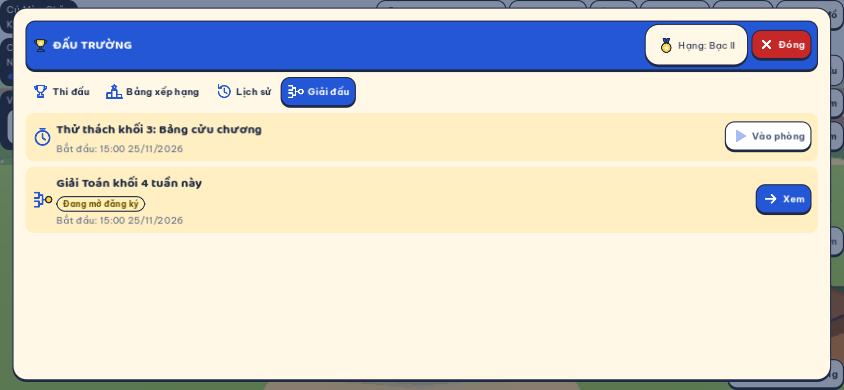 ĐẤU TRƯỜNG
Hạng: Bạc II
Đóng
Thi đấu
Bảng xếp hạng
Lịch sử
Giải đấu
Thử thách khối 3: Bảng cửu chương
Bắt đầu: 15:00 25/11/2026
Vào phòng
Giải Toán khối 4 tuần này
Đang mở đăng ký
Bắt đầu: 15:00 25/11/2026
Xem